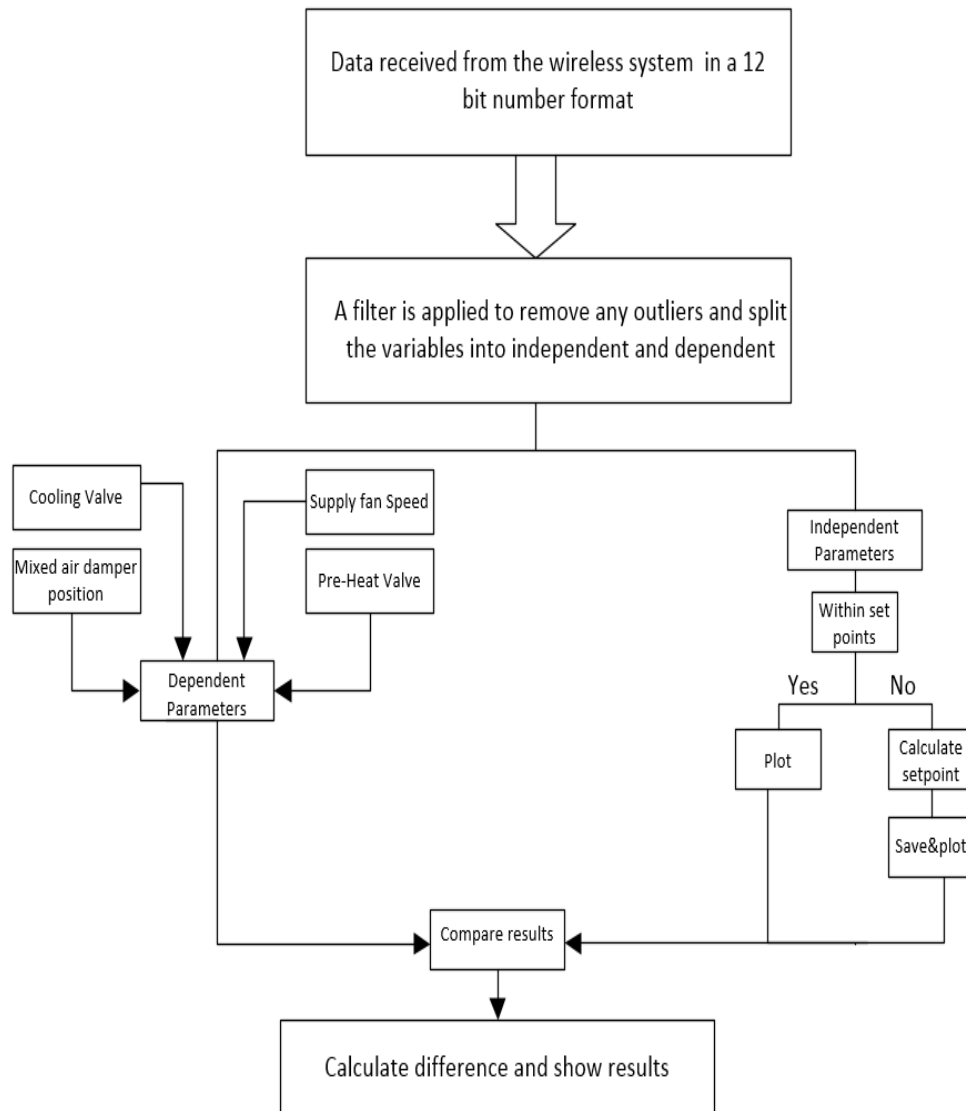 Data received from the wireless system in a 12
bit number format
A filter is applied to remove any outliers and split
the variables into independent and dependent
Cooling Valve
Supply fan Speed
Mixed air damper
position
Pre-Heat Valve
Independent
Parameters
Within set
points
Dependent
Parameters
Yes
No
Plot
Calculate
setpoint
Save&plot
Compare results
Calculate difference and show results